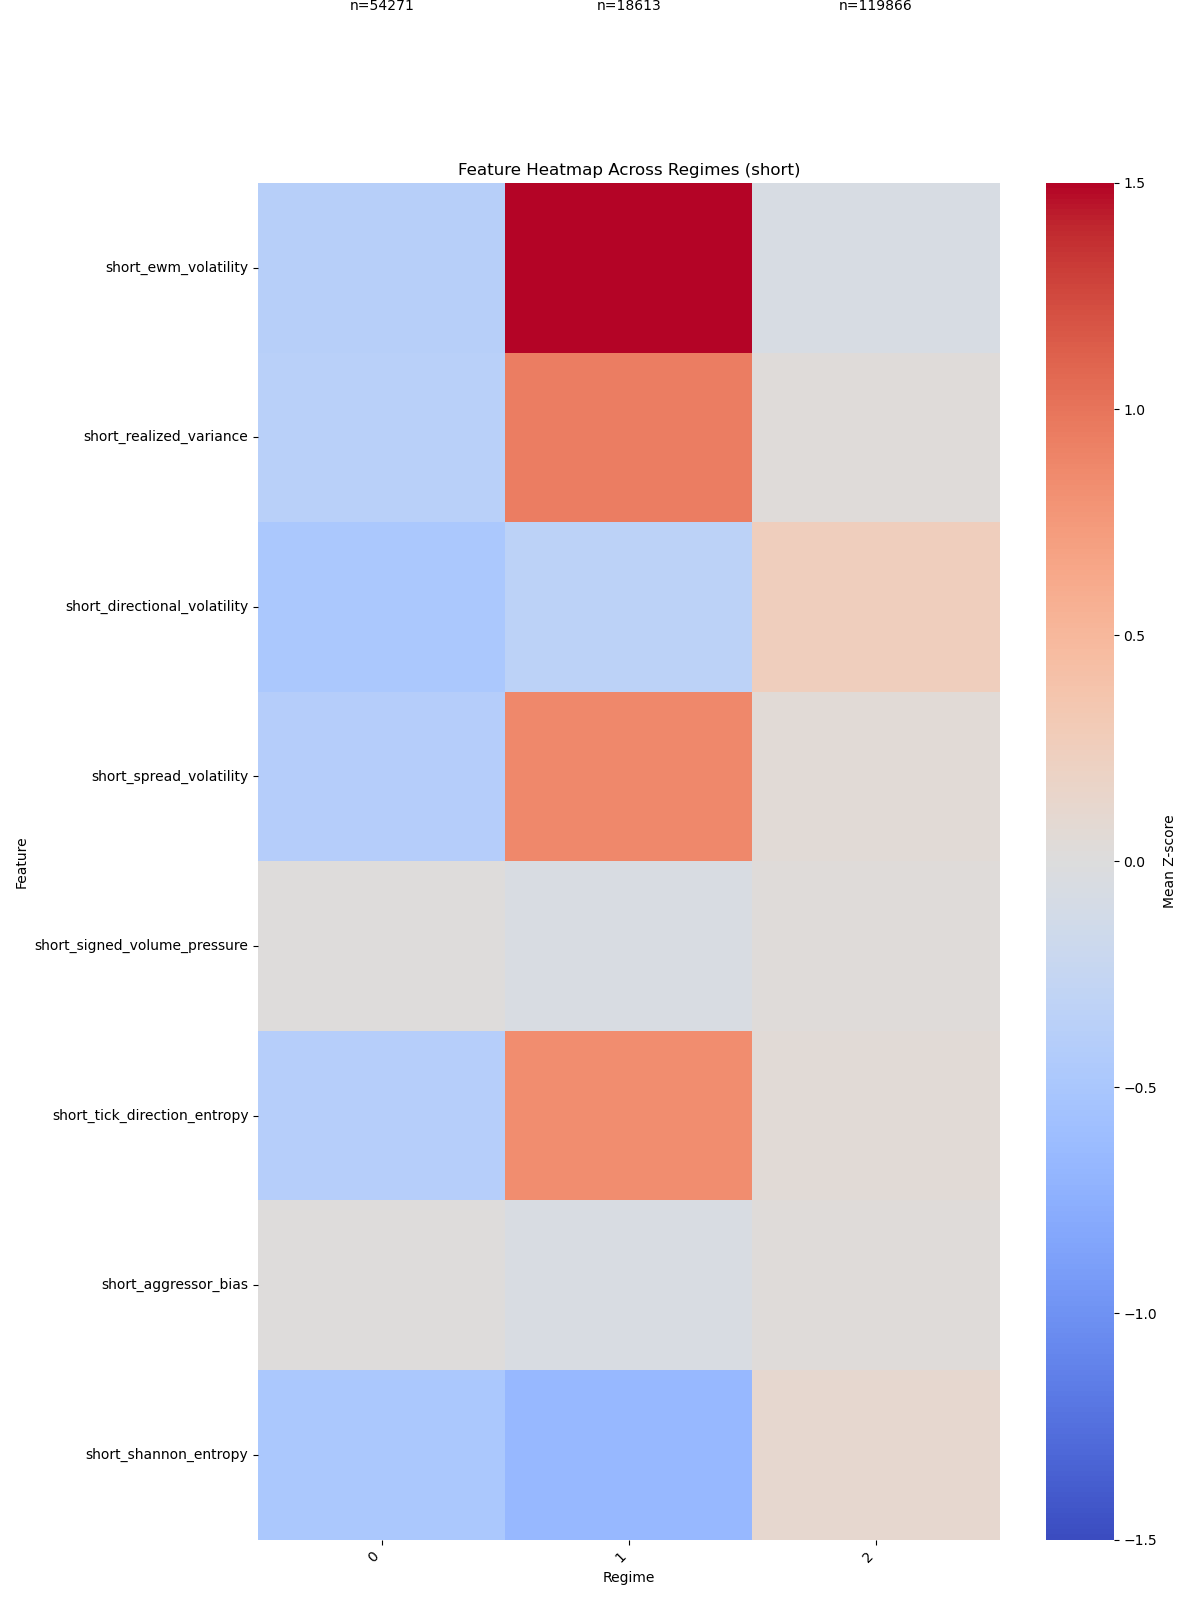 n=54271 n=18613 n=119866
Feature Heatmap Across Regimes (short)
short_ewm_volatility
short_realized_variance
short_directional_volatility
short_spread_volatility
short_signed_volume_pressure
short_tick_direction_entropy
short_aggressor_bias
short_shannon_entropy
Feature
0 1 2
Regime
1.5
1.0
0.5
0.0
−0.5
−1.0
−1.5
Mean Z-score